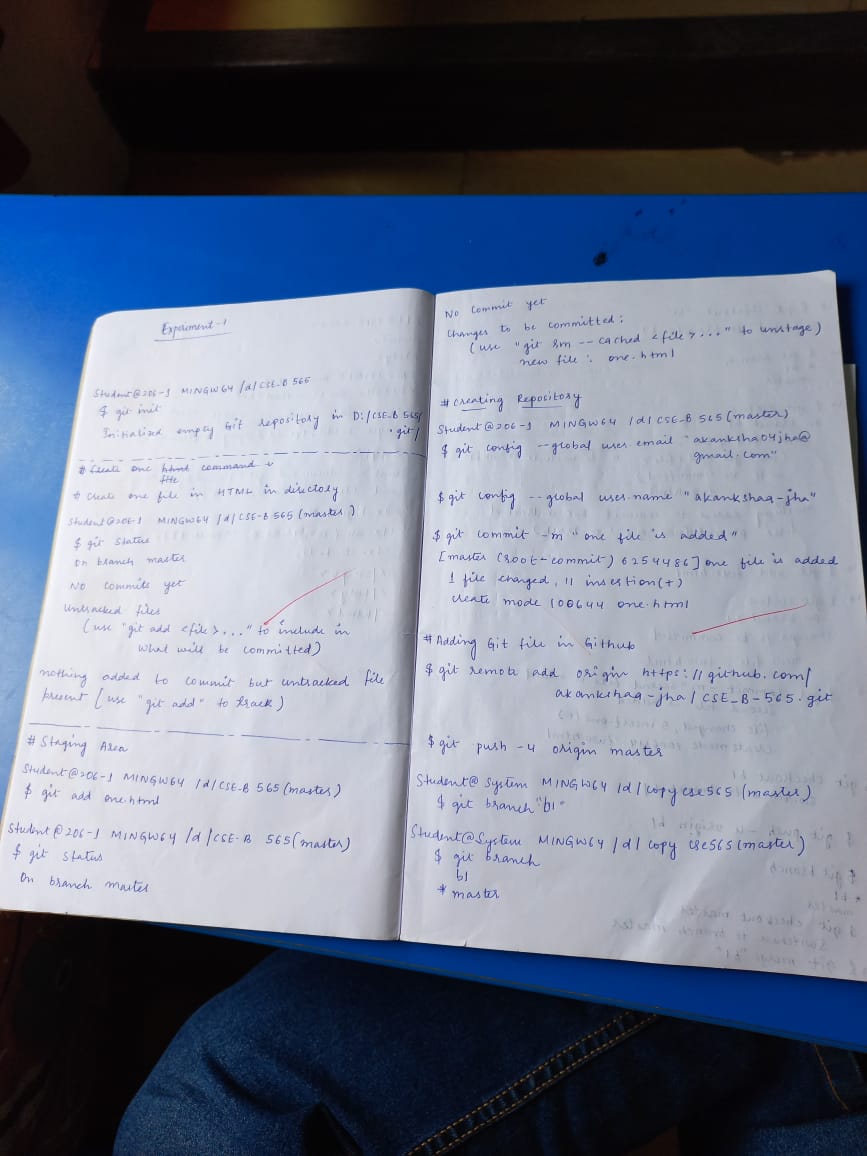 Experiment-1
Student@206-1 MINGW64 /d/CSE-B 565
$ git init
Initialized empty Git repository in D:/CSE-B 565/
.git/
# Create one html command
file
# Create one file in HTML in directory
Student@206-1 MINGW64 /d/CSE-B 565 (master)
$ git status
On branch master
No commits yet
Untracked files
(use "git add <file>..." to include in
what will be committed)
nothing added to commit but untracked file
present (use "git add" to track)
# Staging Area
Student@206-1 MINGW64 /d/CSE-B 565 (master)
$ git add one.html
Student@206-1 MINGW64 /d/CSE-B 565 (master)
$ git status
On branch master
No commit yet
Changes to be committed:
(use "git rm --cached <file>..." to unstage)
new file: one.html
# Creating Repository
Student@206-1 MINGW64 /d/CSE-B 565 (master)
$ git config --global user.email "akanksha04jha@
gmail.com"
$ git config --global user.name "akankshaq-jha"
$ git commit -m "one file is added"
[master (root-commit) 6254486] one file is added
1 file changed, 11 insertion(+)
create mode 100644 one.html
# Adding Git file in Github
$ git remote add origin https://github.com/
akankshaq-jha/CSE_B-565.git
$ git push -u origin master
Student@System MINGW64 /d/copy cse565 (master)
$ git branch "b1"
Student@System MINGW64 /d/copy cse565 (master)
$ git branch
b1
* master